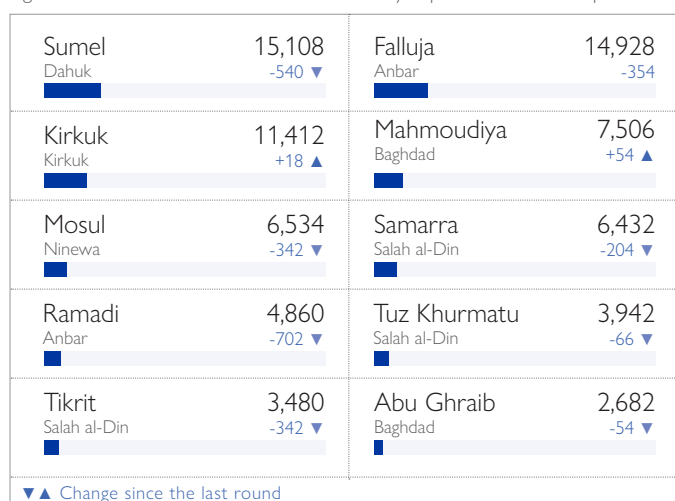 Sumel 15,108
Dahuk -540 ▼
Falluja 14,928
Anbar -354
Kirkuk 11,412
Kirkuk +18 ▲
Mahmoudiya 7,506
Baghdad +54 ▲
Mosul 6,534
Ninewa -342 ▼
Samarra 6,432
Salah al-Din -204 ▼
Ramadi 4,860
Anbar -702 ▼
Tuz Khurmatu 3,942
Salah al-Din -66 ▼
Tikrit 3,480
Salah al-Din -342 ▼
Abu Ghraib 2,682
Baghdad -54 ▼
▼▲ Change since the last round